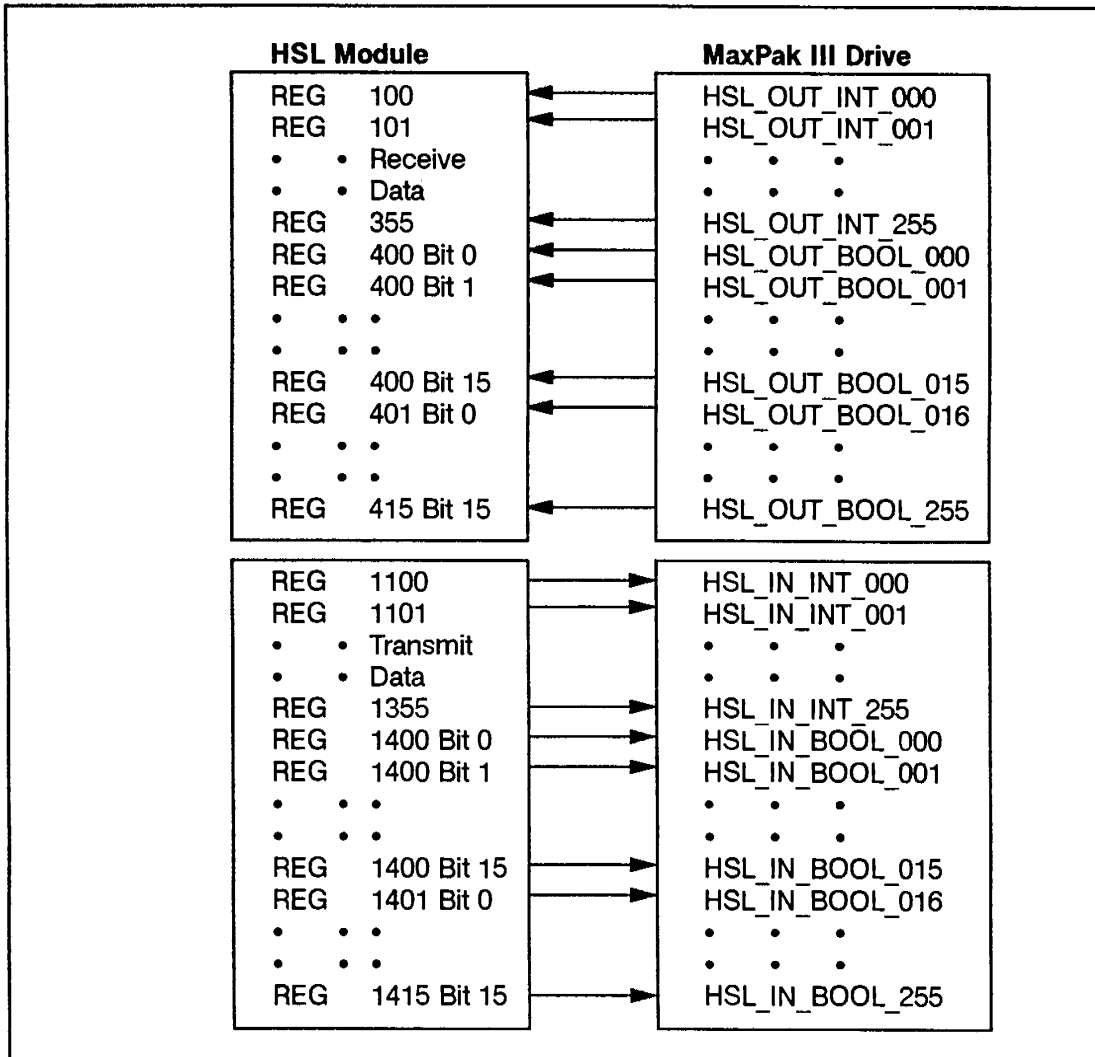 HSL Module MaxPak III Drive
REG 100 HSL_OUT_INT_000
REG 101 HSL_OUT_INT_001
• • Receive • • •
• • Data • • •
REG 355 HSL_OUT_INT_255
REG 400 Bit 0 HSL_OUT_BOOL_000
REG 400 Bit 1 HSL_OUT_BOOL_001
• • • • • •
• • • • • •
REG 400 Bit 15 HSL_OUT_BOOL_015
REG 401 Bit 0 HSL_OUT_BOOL_016
• • • • • •
• • • • • •
REG 415 Bit 15 HSL_OUT_BOOL_255
REG 1100 HSL_IN_INT_000
REG 1101 HSL_IN_INT_001
• • Transmit • • •
• • Data • • •
REG 1355 HSL_IN_INT_255
REG 1400 Bit 0 HSL_IN_BOOL_000
REG 1400 Bit 1 HSL_IN_BOOL_001
• • • • • •
• • • • • •
REG 1400 Bit 15 HSL_IN_BOOL_015
REG 1401 Bit 0 HSL_IN_BOOL_016
• • • • • •
• • • • • •
REG 1415 Bit 15 HSL_IN_BOOL_255